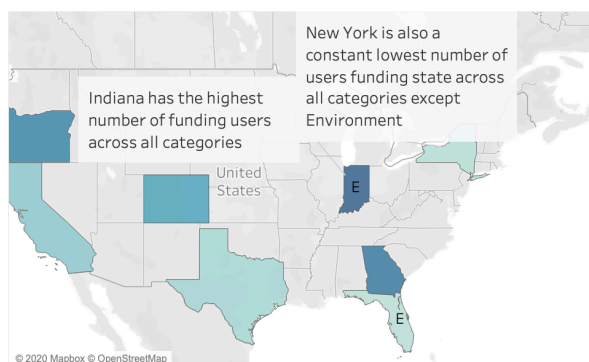 New York is also a
constant lowest number of
users funding state across
all categories except
Environment
Indiana has the highest
number of funding users
across all categories
United
States
E
E
© 2020 Mapbox © OpenStreetMap